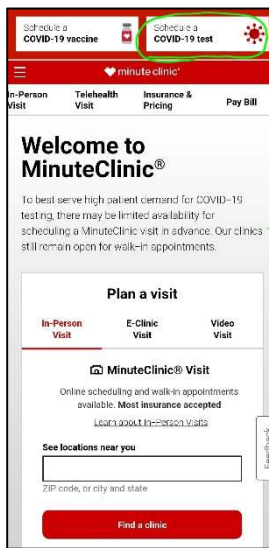 Schedule a
COVID-19 vaccine
Schedule a
COVID-19 test
minute clinic®
In-Person
Visit
Telehealth
Visit
Insurance &
Pricing
Pay Bill
Welcome to
MinuteClinic®
To best serve high patient demand for COVID-19
testing, there may be limited availability for
scheduling a MinuteClinic visit in advance. Our clinics
still remain open for walk-in appointments.
Plan a visit
In-Person
Visit
E-Clinic
Visit
Video
Visit
MinuteClinic® Visit
Online scheduling and walk-in appointments
available. Most insurance accepted
Learn about In-Person Visits
See locations near you
ZIP code, or city and state
Find a clinic
Feedback